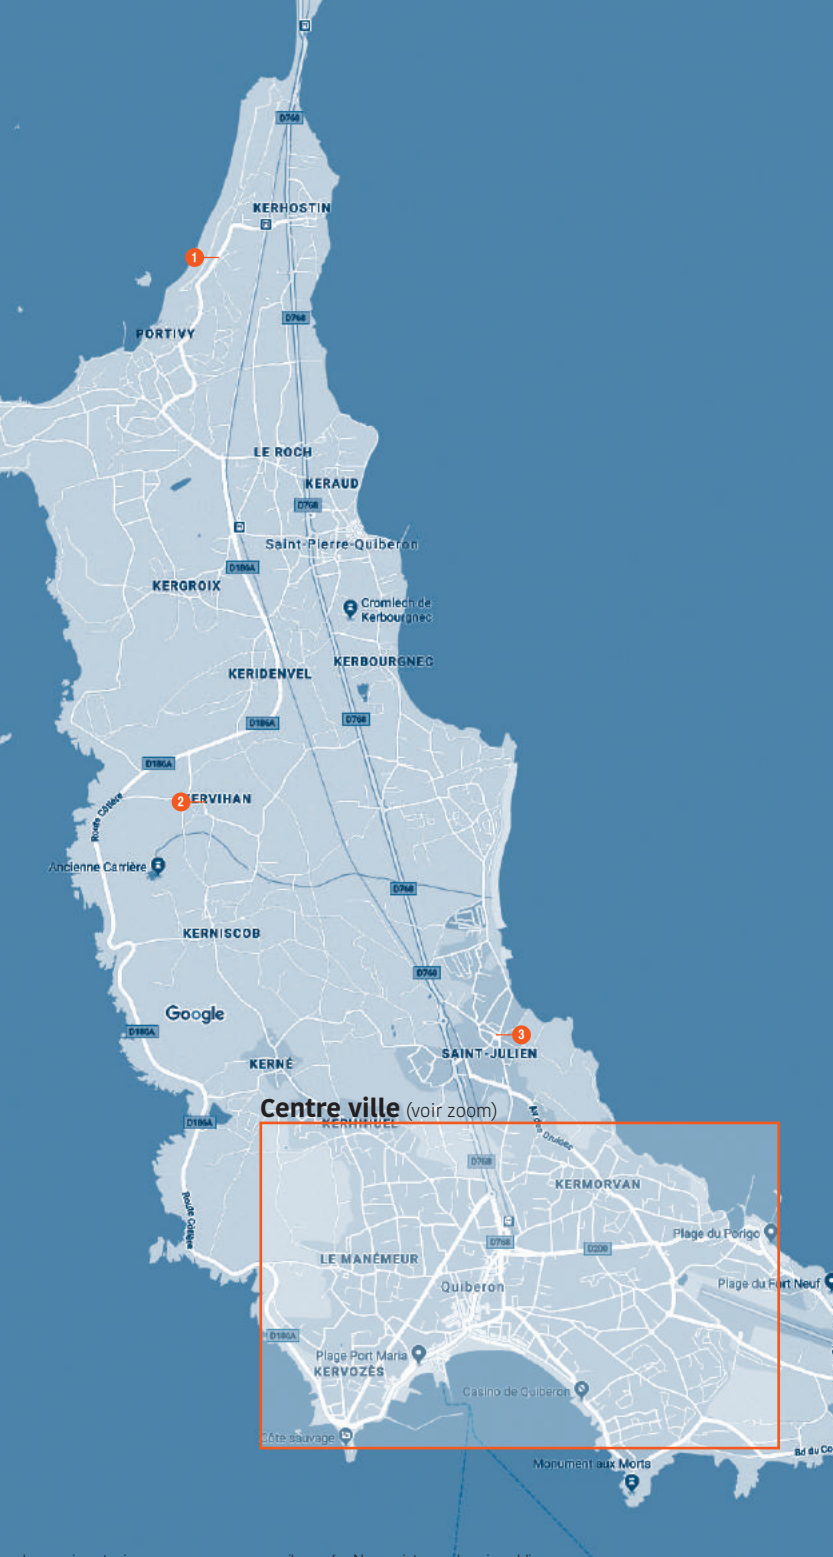 D768
KERHOSTIN
1
D768
PORTIVY
LE ROCH
KERAUD
D768
Saint-Pierre-Quiberon
D186A
KERGROIX
Cromlech de
Kerbourgnec
KERBOURGNEC
KERIDENVEL
D768
D186A
D186A
2
KERVIHAN
Route Côtière
Ancienne Carrière
D768
KERNISCOB
D768
Google
D186A
3
SAINT-JULIEN
KERNÉ
Centre ville (voir zoom)
KERHINUEL
D186A
Av. des Druides
D768
KERMORVAN
Route Côtière
Plage du Porigo
D768
D200
LE MANÉMEUR
Plage du Fort Neuf
Quiberon
D186A
Plage Port Maria
KERVOZÈS
Casino de Quiberon
Côte sauvage
Bd du Co
Monument aux Morts